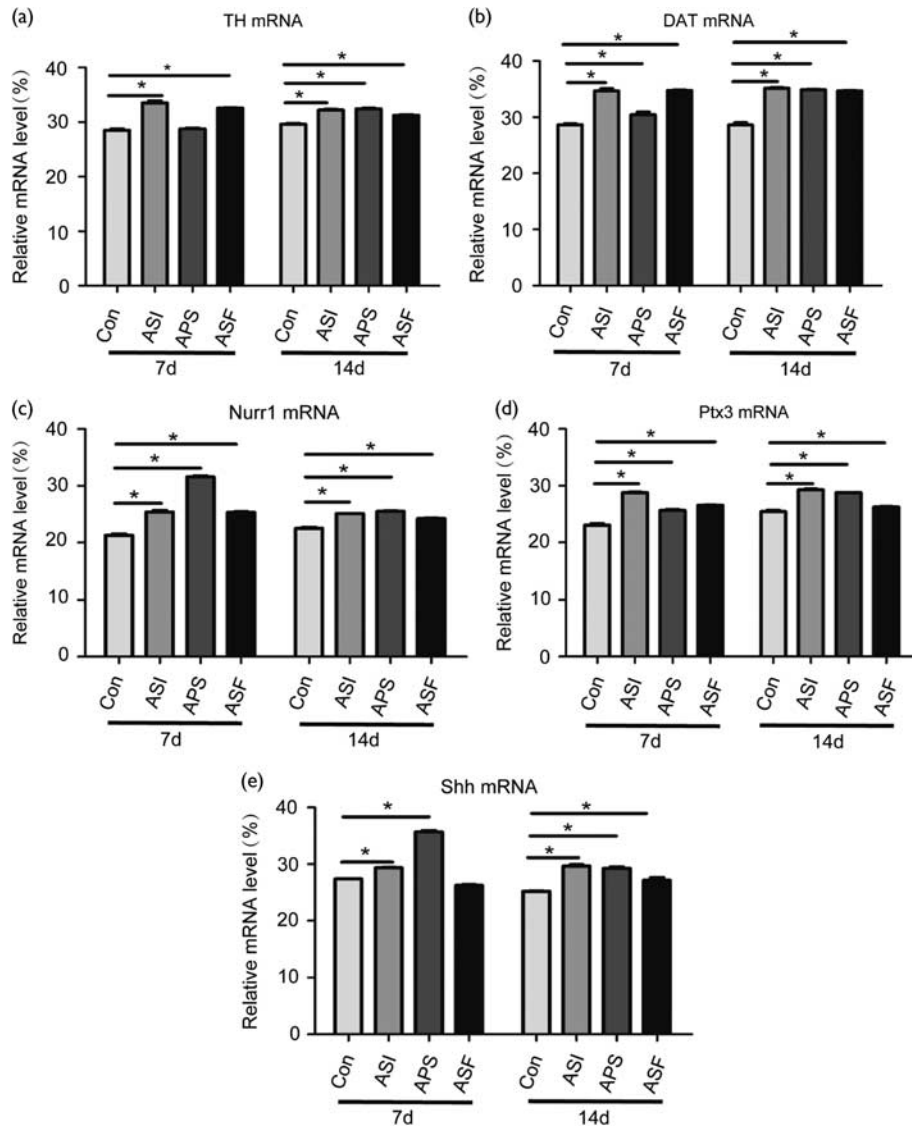 (a)
TH mRNA
Relative mRNA level (%)
40
30
20
10
0
* * * * *
Con ASI APS ASF Con ASI APS ASF
7d 14d
(b)
DAT mRNA
Relative mRNA level (%)
40
30
20
10
0
* * * * * *
Con ASI APS ASF Con ASI APS ASF
7d 14d
(c)
Nurr1 mRNA
Relative mRNA level (%)
40
30
20
10
0
* * * * * *
Con ASI APS ASF Con ASI APS ASF
7d 14d
(d)
Ptx3 mRNA
Relative mRNA level (%)
40
30
20
10
0
* * * * * *
Con ASI APS ASF Con ASI APS ASF
7d 14d
(e)
Shh mRNA
Relative mRNA level (%)
40
30
20
10
0
* * * * *
Con ASI APS ASF Con ASI APS ASF
7d 14d